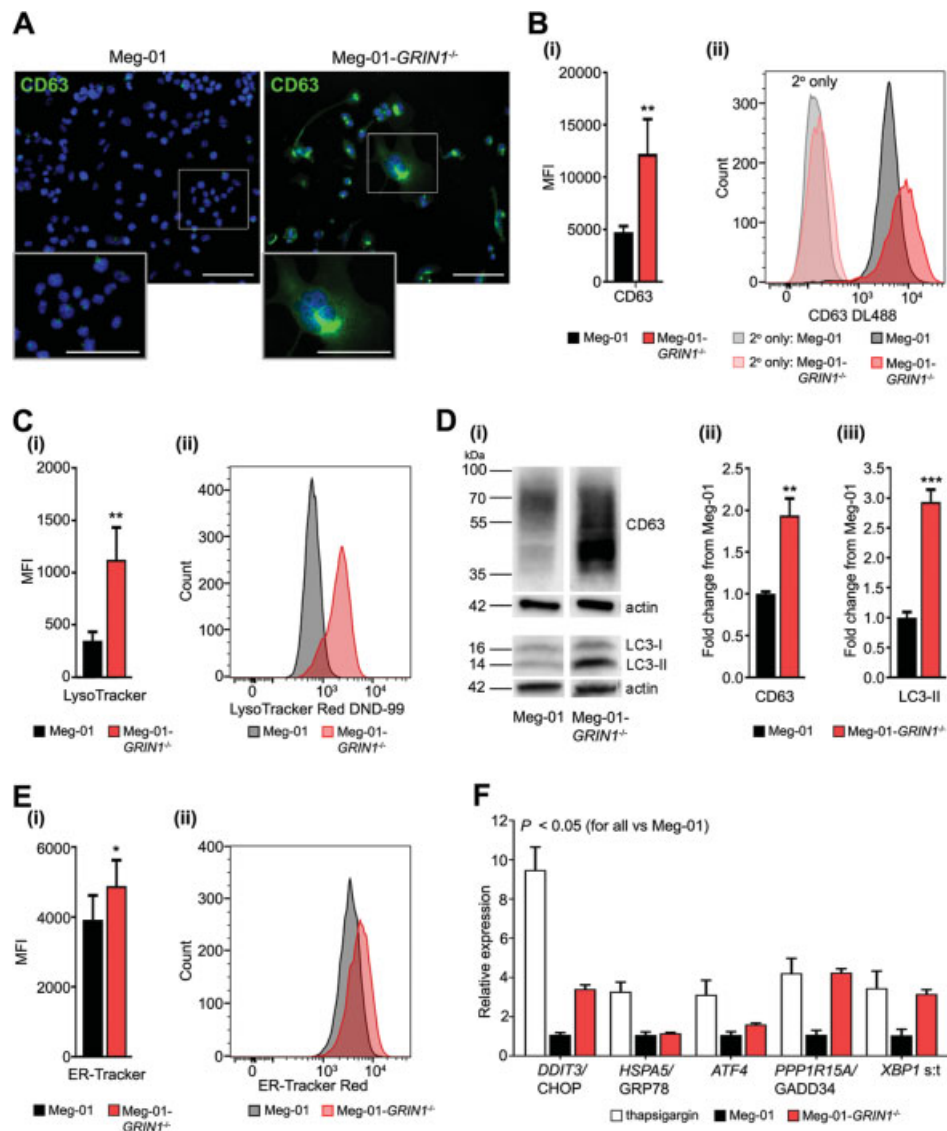 A
Meg-01
Meg-01-GRIN1-/-
CD63
CD63
B
(i)
(ii)
20000
15000
10000
5000
0
MFI
**
CD63
2º only
300
200
100
0
Count
0 10³ 10⁴
CD63 DL488
Meg-01
Meg-01-
GRIN1-/-
2º only: Meg-01
Meg-01
2º only: Meg-01-
GRIN1-/-
Meg-01-
GRIN1-/-
C
(i)
(ii)
2000
1500
1000
500
0
MFI
**
LysoTracker
400
300
200
100
0
Count
0 10³ 10⁴
LysoTracker Red DND-99
Meg-01
Meg-01-
GRIN1-/-
Meg-01
Meg-01-
GRIN1-/-
D
(i)
kDa
100
70
55
35
42
16
14
42
CD63
actin
LC3-I
LC3-II
actin
Meg-01
Meg-01-
GRIN1-/-
(ii)
2.5
2.0
1.5
1.0
0.5
0.0
Fold change from Meg-01
**
CD63
(iii)
3.5
3.0
2.5
2.0
1.5
1.0
0.5
0.0
Fold change from Meg-01
***
LC3-II
Meg-01
Meg-01-GRIN1-/-
E
(i)
(ii)
6000
4000
2000
0
MFI
*
ER-Tracker
400
300
200
100
0
Count
0 10³ 10⁴
ER-Tracker Red
Meg-01
Meg-01-
GRIN1-/-
Meg-01
Meg-01-GRIN1-/-
F
P < 0.05 (for all vs Meg-01)
12
10
8
6
4
2
0
Relative expression
DDIT3/
CHOP
HSPA5/
GRP78
ATF4
PPP1R15A/
GADD34
XBP1 s:t
thapsigargin
Meg-01
Meg-01-GRIN1-/-